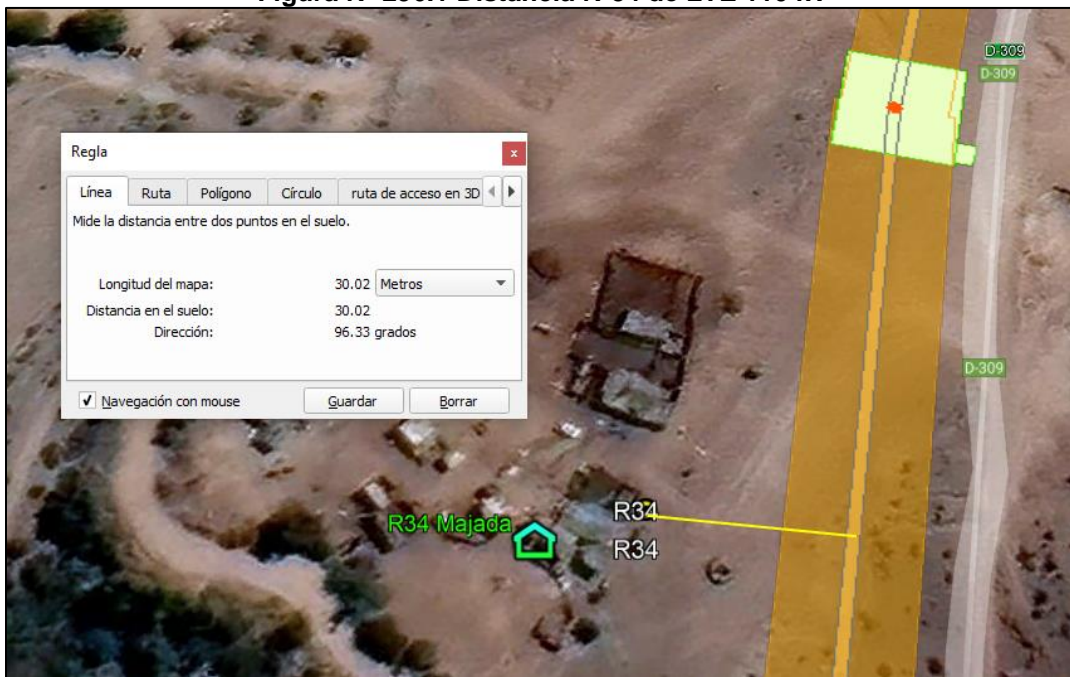 D-309
D-309
Regla
Línea Ruta Polígono Círculo ruta de acceso en 3D
Mide la distancia entre dos puntos en el suelo.
Longitud del mapa: 30.02 Metros
Distancia en el suelo: 30.02
Dirección: 96.33 grados
Navegación con mouse Guardar Borrar
D-309
R34
R34 Majada
R34